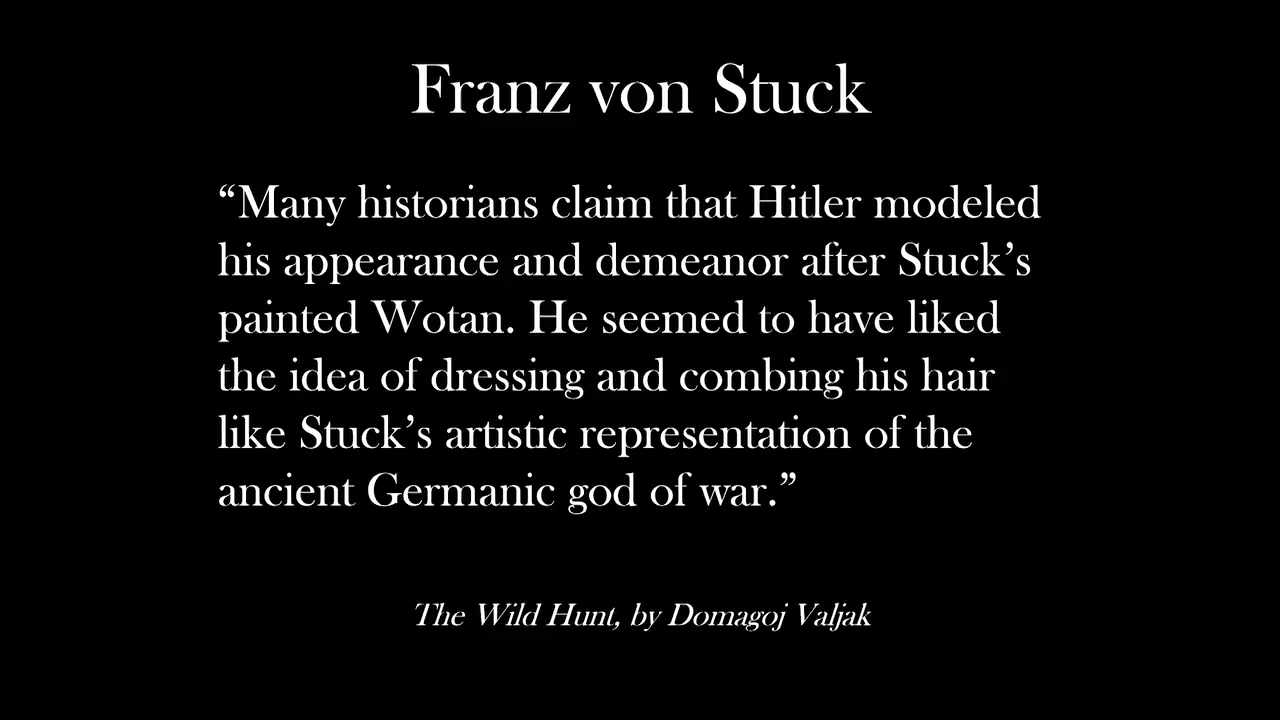 Franz von Stuck
“Many historians claim that Hitler modeled
his appearance and demeanor after Stuck’s
painted Wotan. He seemed to have liked
the idea of dressing and combing his hair
like Stuck’s artistic representation of the
ancient Germanic god of war.”
The Wild Hunt, by Domagoj Valjak